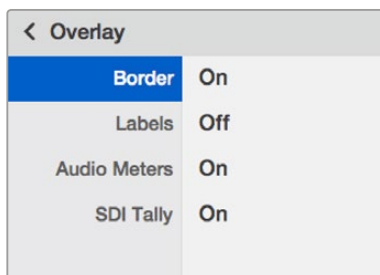 < Overlay
Border On
Labels Off
Audio Meters On
SDI Tally On